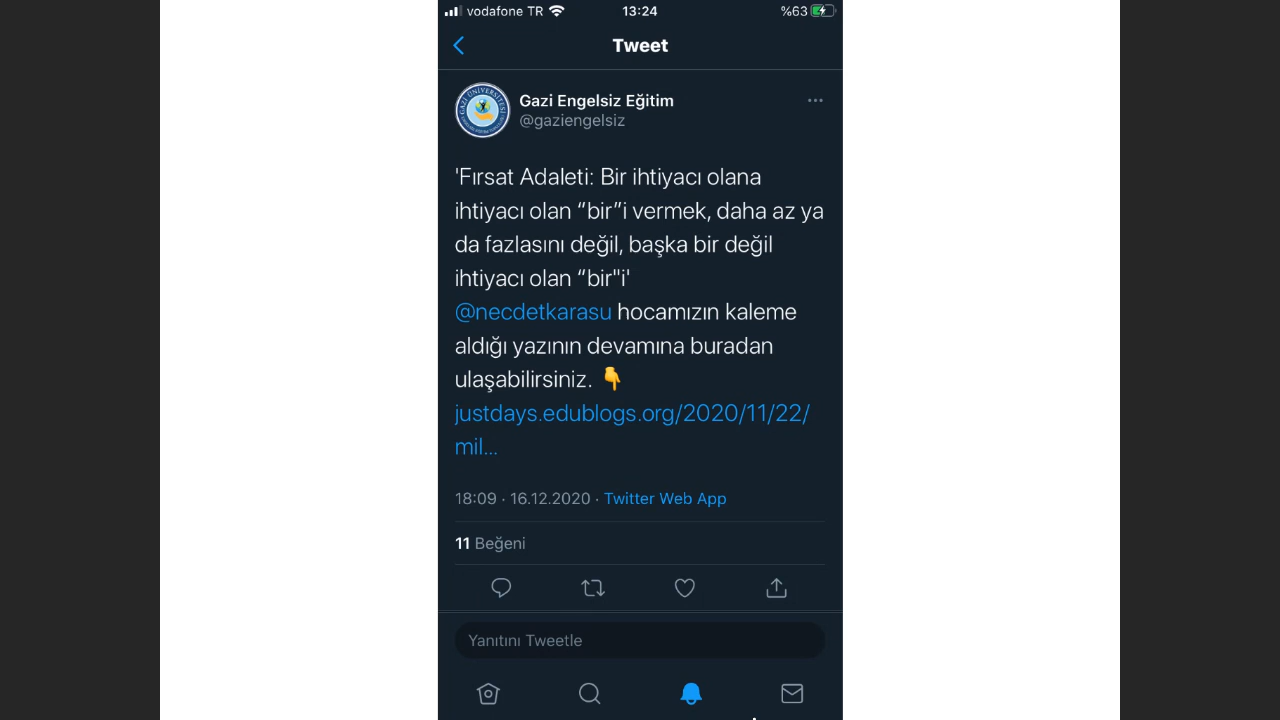 vodafone TR 13:24 %63
Tweet
Gazi Engelsiz Eğitim
@gaziengelsiz
'Fırsat Adaleti: Bir ihtiyacı olana
ihtiyacı olan “bir”i vermek, daha az ya
da fazlasını değil, başka bir değil
ihtiyacı olan “bir"i'
@necdetkarasu hocamızın kaleme
aldığı yazının devamına buradan
ulaşabilirsiniz. 👇
justdays.edublogs.org/2020/11/22/
mil...
18:09 · 16.12.2020 · Twitter Web App
11 Beğeni
Yanıtını Tweetle